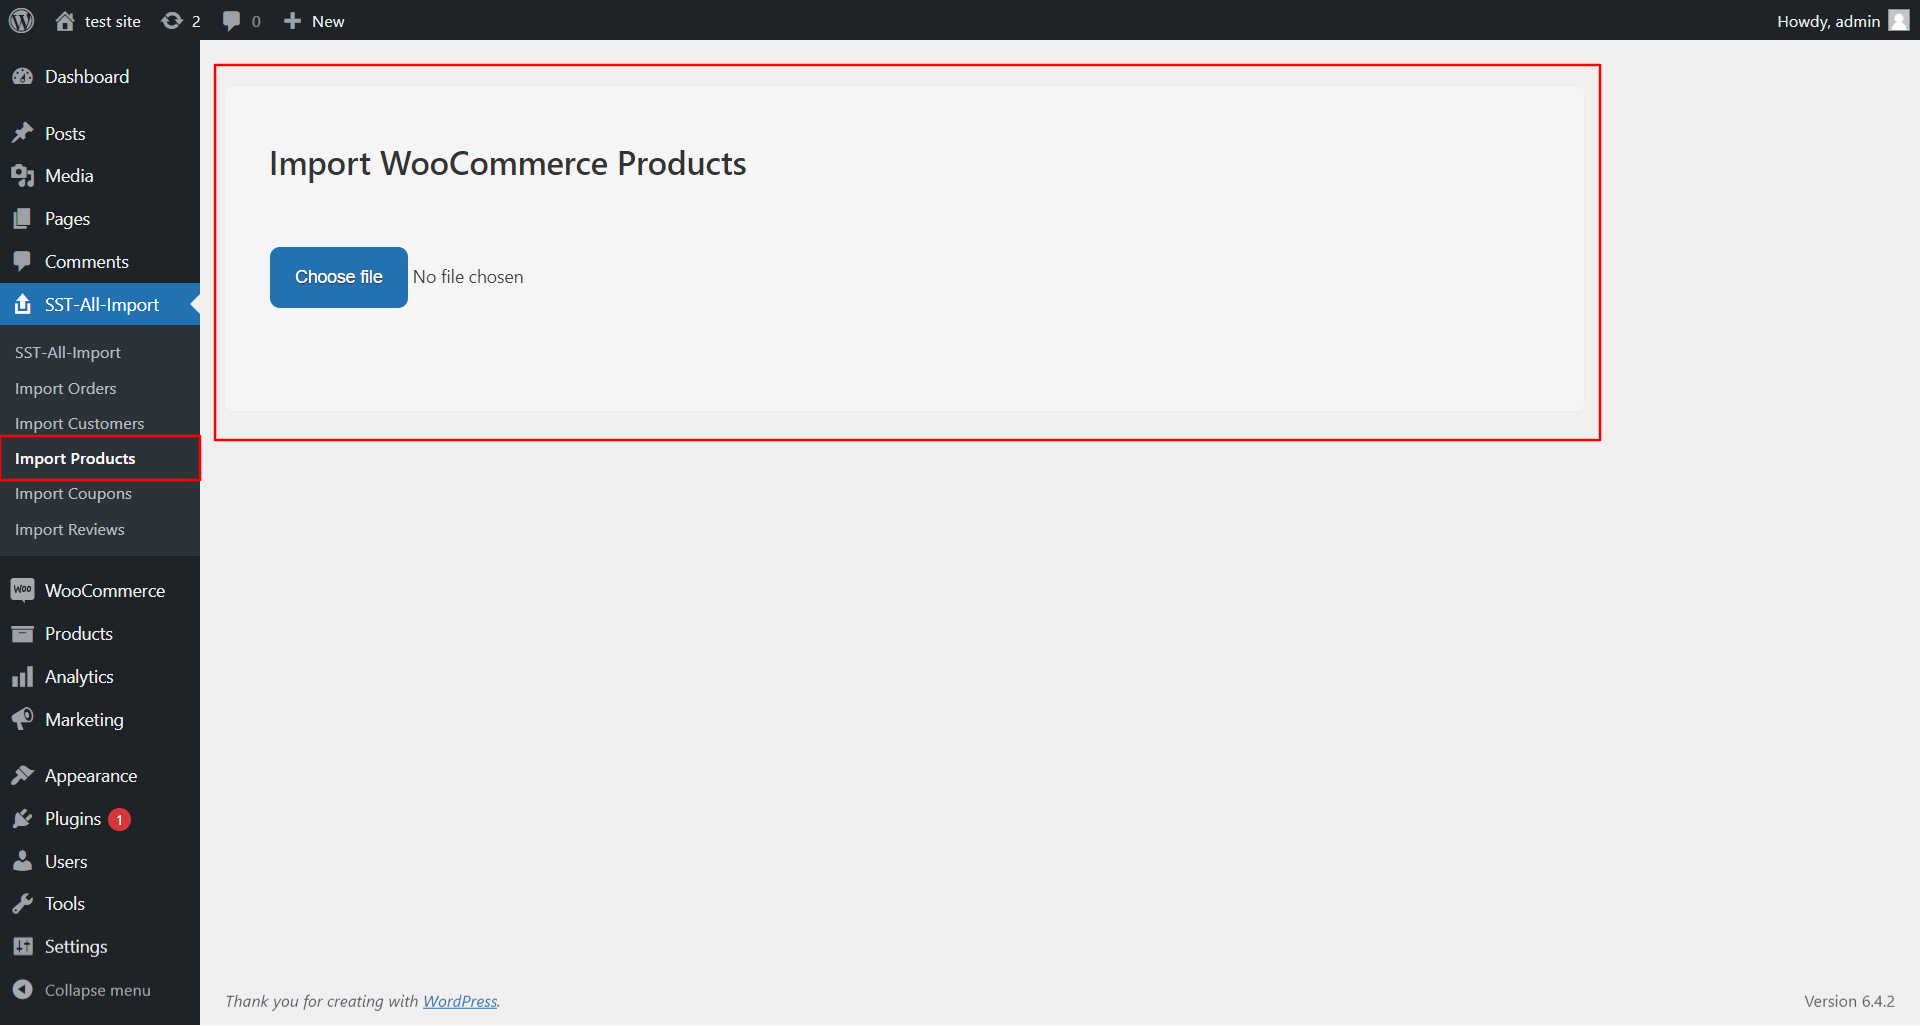 test site 2 0 New Howdy, admin
Dashboard
Posts
Media
Pages
Comments
SST-All-Import
SST-All-Import
Import Orders
Import Customers
Import Products
Import Coupons
Import Reviews
Woo WooCommerce
Products
Analytics
Marketing
Appearance
Plugins 1
Users
Tools
Settings
Collapse menu
Import WooCommerce Products
Choose file No file chosen
Thank you for creating with WordPress. Version 6.4.2